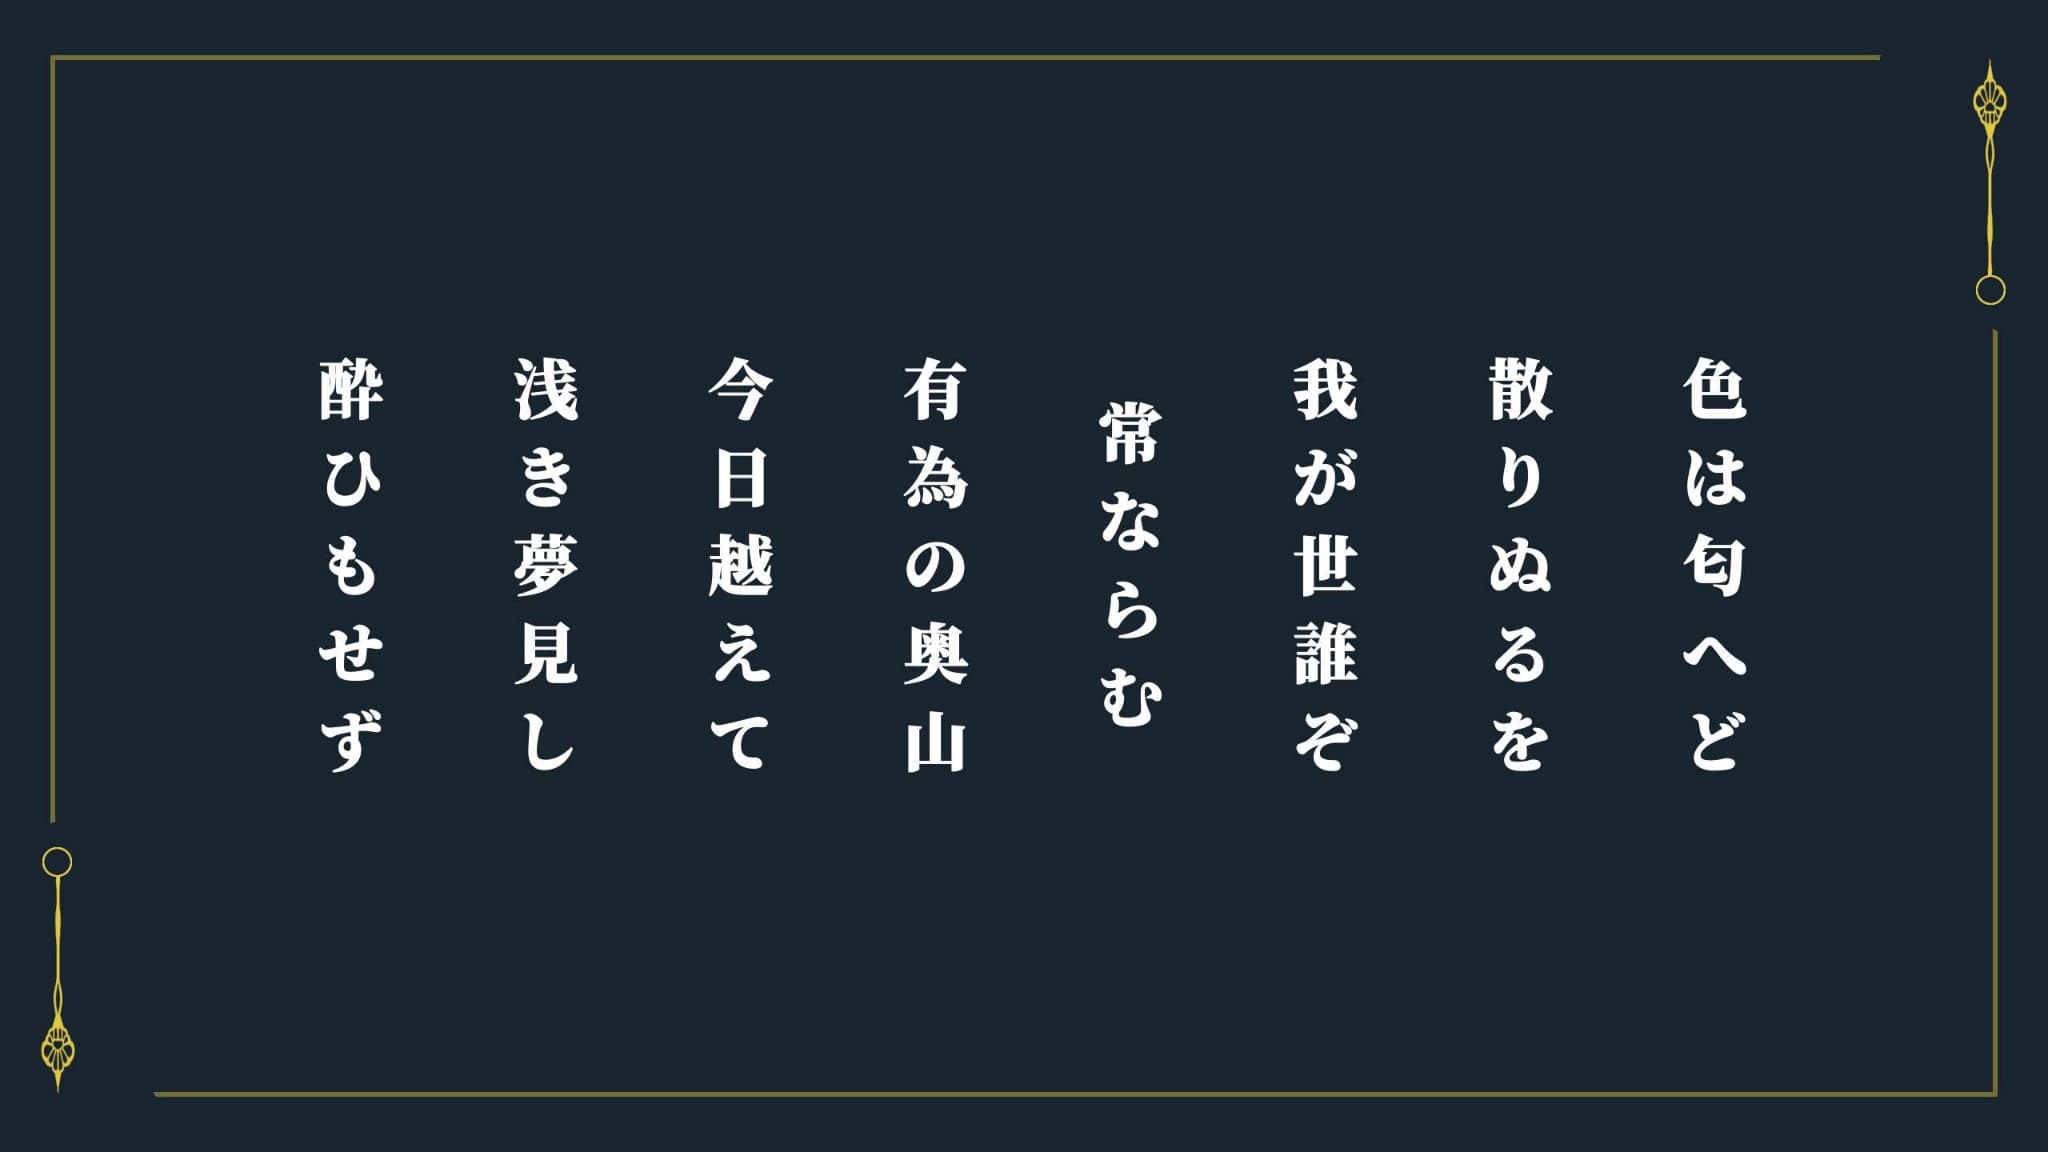 色は匂へど
散りぬるを
我が世誰ぞ
常ならむ
有為の奥山
今日越えて
浅き夢見し
酔ひもせず